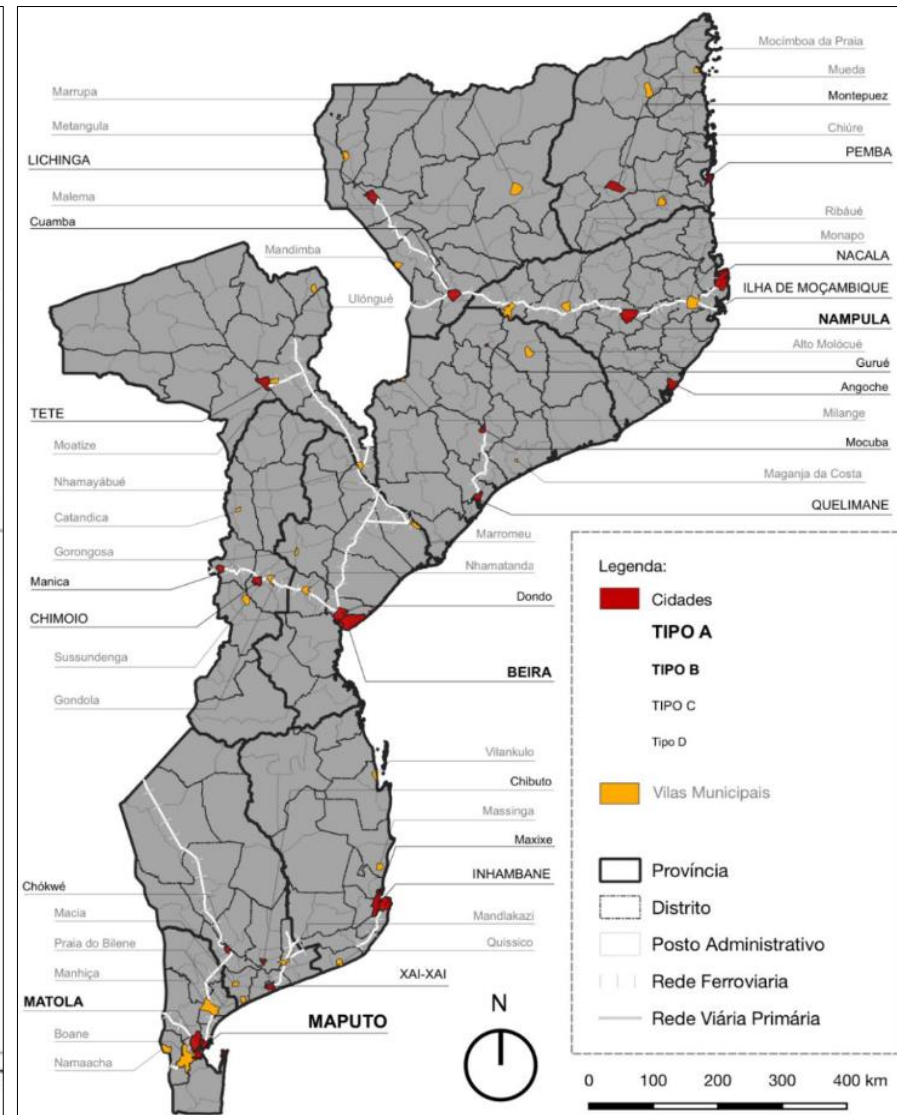 Mocímboa da Praia
Mueda
Montepuez
Chiúre
PEMBA
Marrupa
Metangula
LICHINGA
Malema
Cuamba
Mandimba
Ulónguè
Ribáuè
Monapo
NACALA
ILHA DE MOÇAMBIQUE
NAMPULA
Alto Molócuè
Gurué
Angoche
Milange
Mocuba
Maganja da Costa
QUELIMANE
TETE
Moatize
Nhamayábué
Catandica
Gorongosa
Manica
CHIMOIO
Sussundenga
Gondola
Marromeu
Nhamatanda
Dondo
BEIRA
Vilankulo
Chibuto
Massinga
Maxixe
INHAMBANE
Mandlakazi
Quissico
XAI-XAI
Chókwé
Macia
Praia do Bilene
Manhiça
MATOLA
Boane
Namaacha
MAPUTO
N
Legenda:
Cidades
TIPO A
TIPO B
TIPO C
Tipo D
Vilas Municipais
Província
Distrito
Posto Administrativo
Rede Ferroviaria
Rede Viária Primária
0 100 200 300 400 km